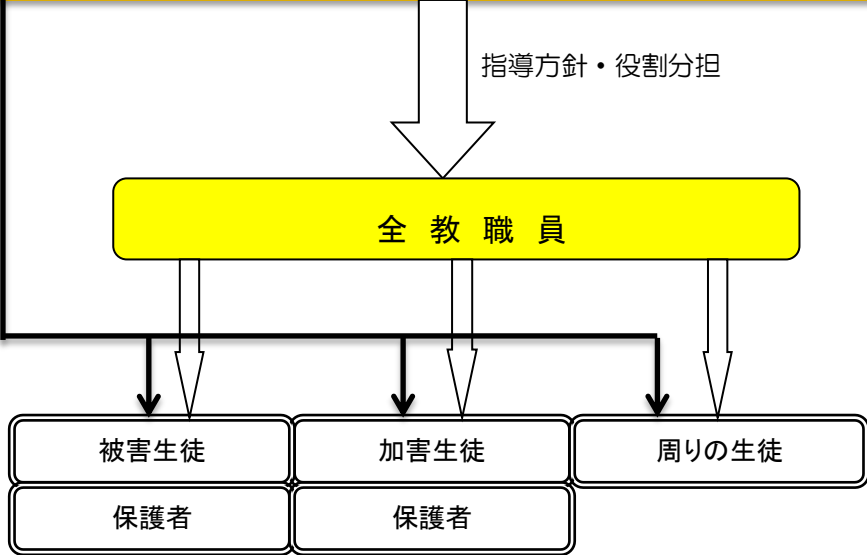 指導方針・役割分担
全教職員
被害生徒
加害生徒
周りの生徒
保護者
保護者